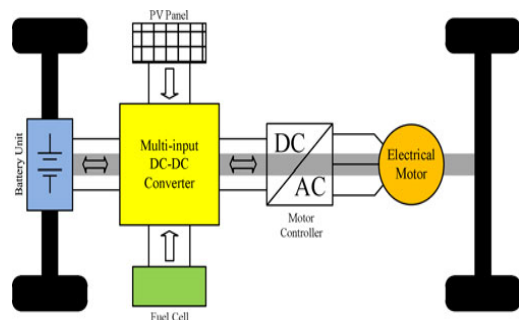 PV Panel
Battery Unit
Multi-input
DC-DC
Converter
DC
AC
Motor
Controller
Electrical
Motor
Fuel Cell